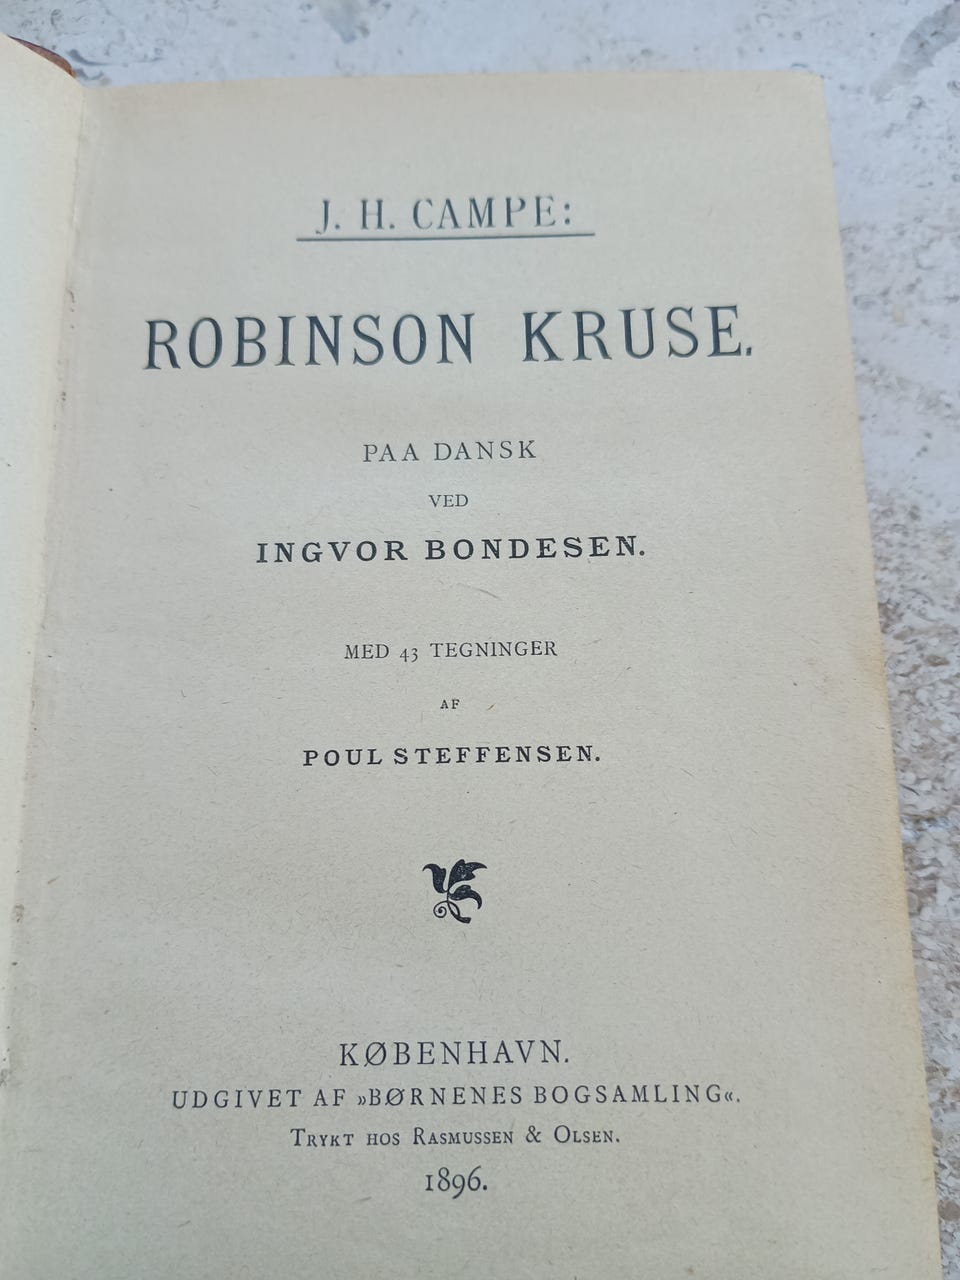 J. H. CAMPE:
ROBINSON KRUSE.
PAA DANSK
VED
INGVOR BONDESEN.
MED 43 TEGNINGER
AF
POUL STEFFENSEN.
KØBENHAVN.
UDGIVET AF »BØRNENES BOGSAMLING«.
TRYKT HOS RASMUSSEN & OLSEN.
1896.